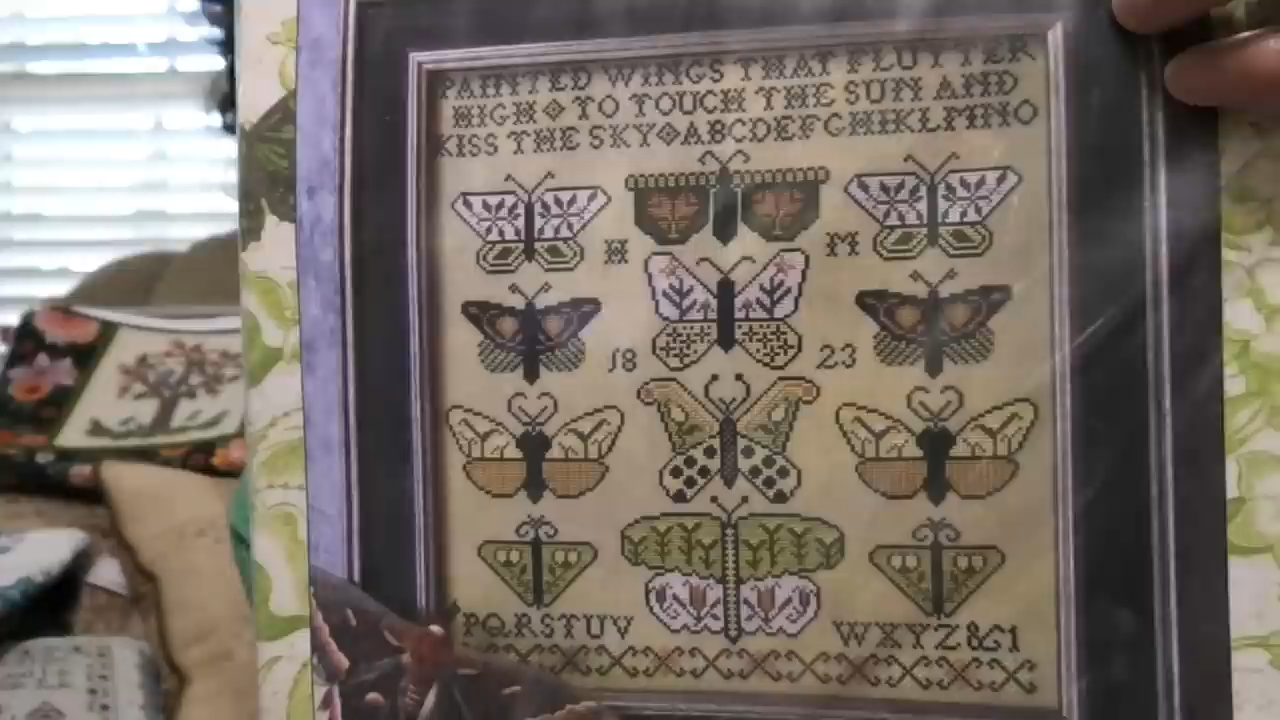 PAINTED WINGS THAT FLUTTER
HIGH TO TOUCH THE SUN AND
KISS THE SKY ABCDEFGHIKLMNO
H M
18 23
PQRSTUV WXYZ&1